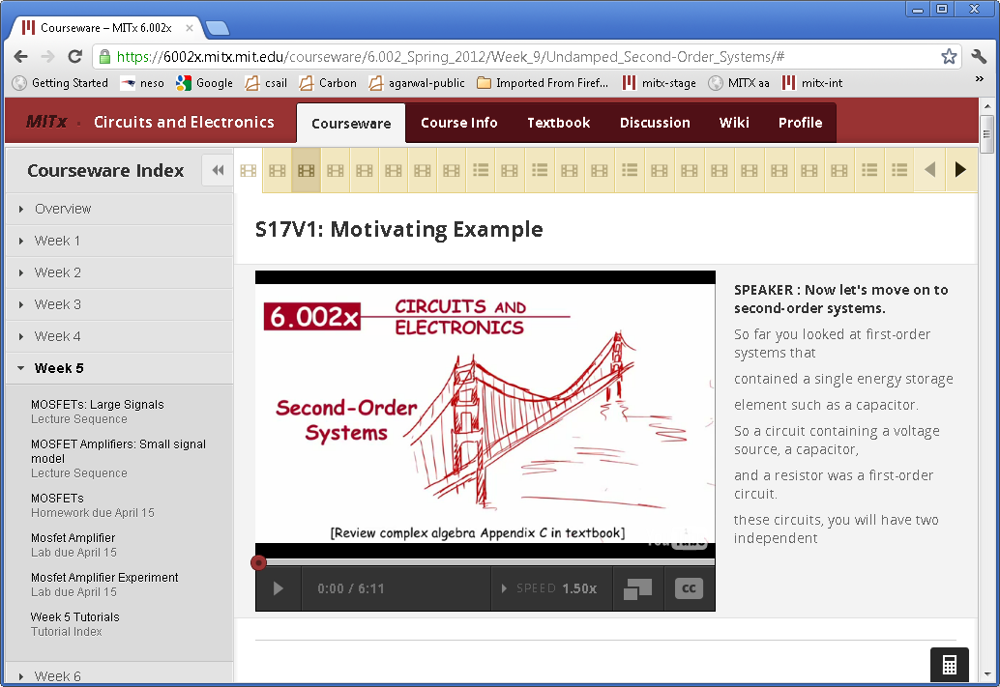 Courseware – MITx 6.002x
https://6002x.mitx.mit.edu/courseware/6.002_Spring_2012/Week_9/Undamped_Second-Order_Systems/#
Getting Started neso Google csail Carbon agarwal-public Imported From Firef... mitx-stage MITX aa mitx-int »
MITx Circuits and Electronics Courseware Course Info Textbook Discussion Wiki Profile
Courseware Index
Overview
Week 1
Week 2
Week 3
Week 4
Week 5
MOSFETs: Large Signals
Lecture Sequence
MOSFET Amplifiers: Small signal
model
Lecture Sequence
MOSFETs
Homework due April 15
Mosfet Amplifier
Lab due April 15
Mosfet Amplifier Experiment
Lab due April 15
Week 5 Tutorials
Tutorial Index
Week 6
S17V1: Motivating Example
6.002x CIRCUITS AND
ELECTRONICS
Second-Order
Systems
[Review complex algebra Appendix C in textbook]
0:00 / 6:11 SPEED 1.50x CC
SPEAKER : Now let's move on to
second-order systems.
So far you looked at first-order
systems that
contained a single energy storage
element such as a capacitor.
So a circuit containing a voltage
source, a capacitor,
and a resistor was a first-order
circuit.
these circuits, you will have two
independent